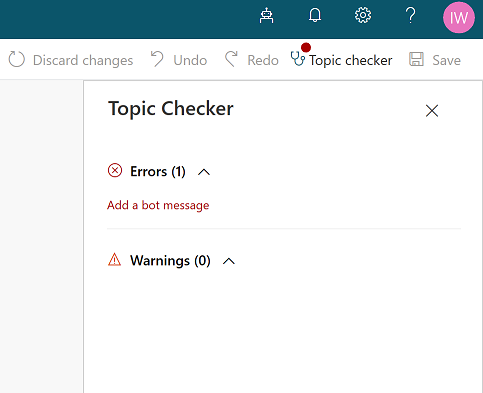 IW
Discard changes Undo Redo Topic checker Save
Topic Checker
Errors (1)
Add a bot message
Warnings (0)